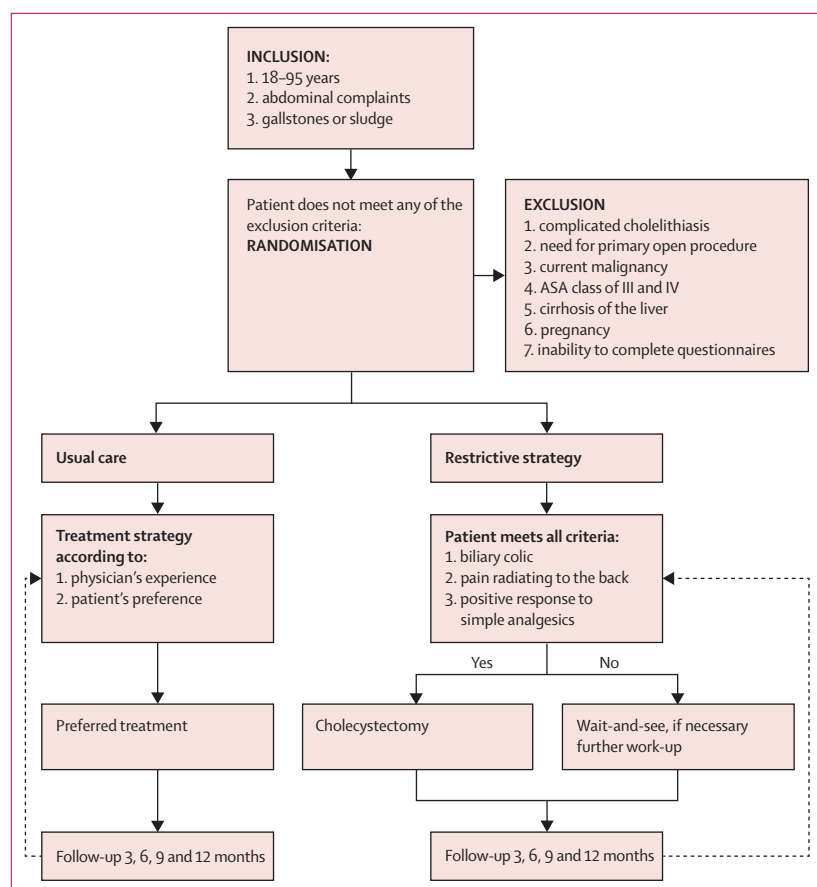 INCLUSION:
1. 18–95 years
2. abdominal complaints
3. gallstones or sludge
Patient does not meet any of the
exclusion criteria:
RANDOMISATION
EXCLUSION
1. complicated cholelithiasis
2. need for primary open procedure
3. current malignancy
4. ASA class of III and IV
5. cirrhosis of the liver
6. pregnancy
7. inability to complete questionnaires
Usual care
Restrictive strategy
Treatment strategy
according to:
1. physician’s experience
2. patient’s preference
Patient meets all criteria:
1. biliary colic
2. pain radiating to the back
3. positive response to
simple analgesics
Yes
No
Preferred treatment
Cholecystectomy
Wait-and-see, if necessary
further work-up
Follow-up 3, 6, 9 and 12 months
Follow-up 3, 6, 9 and 12 months